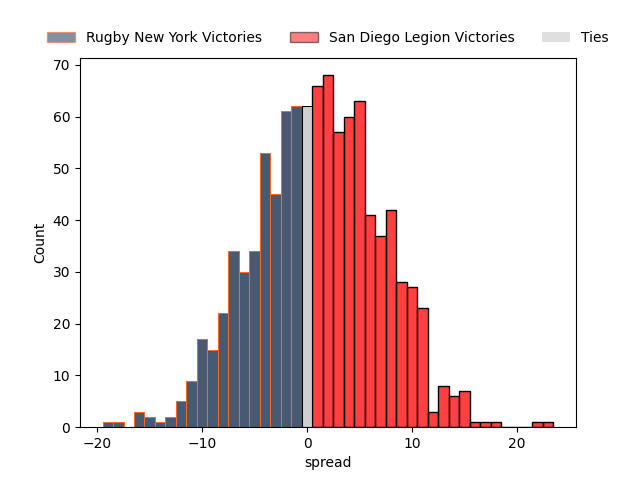 Rugby New York Victories San Diego Legion Victories Ties
70
60
50
40
30
20
10
0
Count
−20 −10 0 10 20
spread